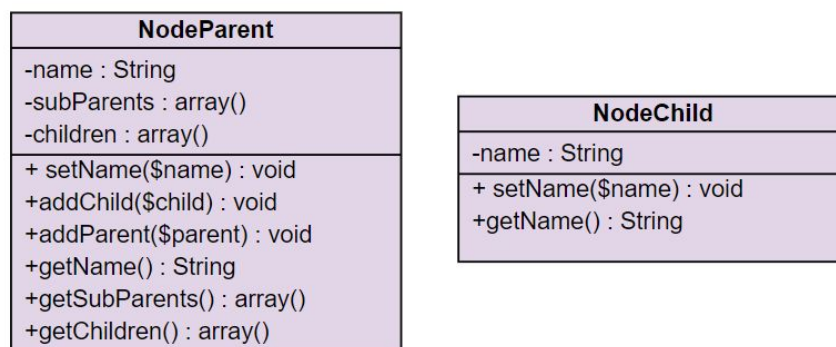 NodeParent
-name : String
-subParents : array()
-children : array()
+ setName($name) : void
+addChild($child) : void
+addParent($parent) : void
+getName() : String
+getSubParents() : array()
+getChildren() : array()
NodeChild
-name : String
+ setName($name) : void
+getName() : String